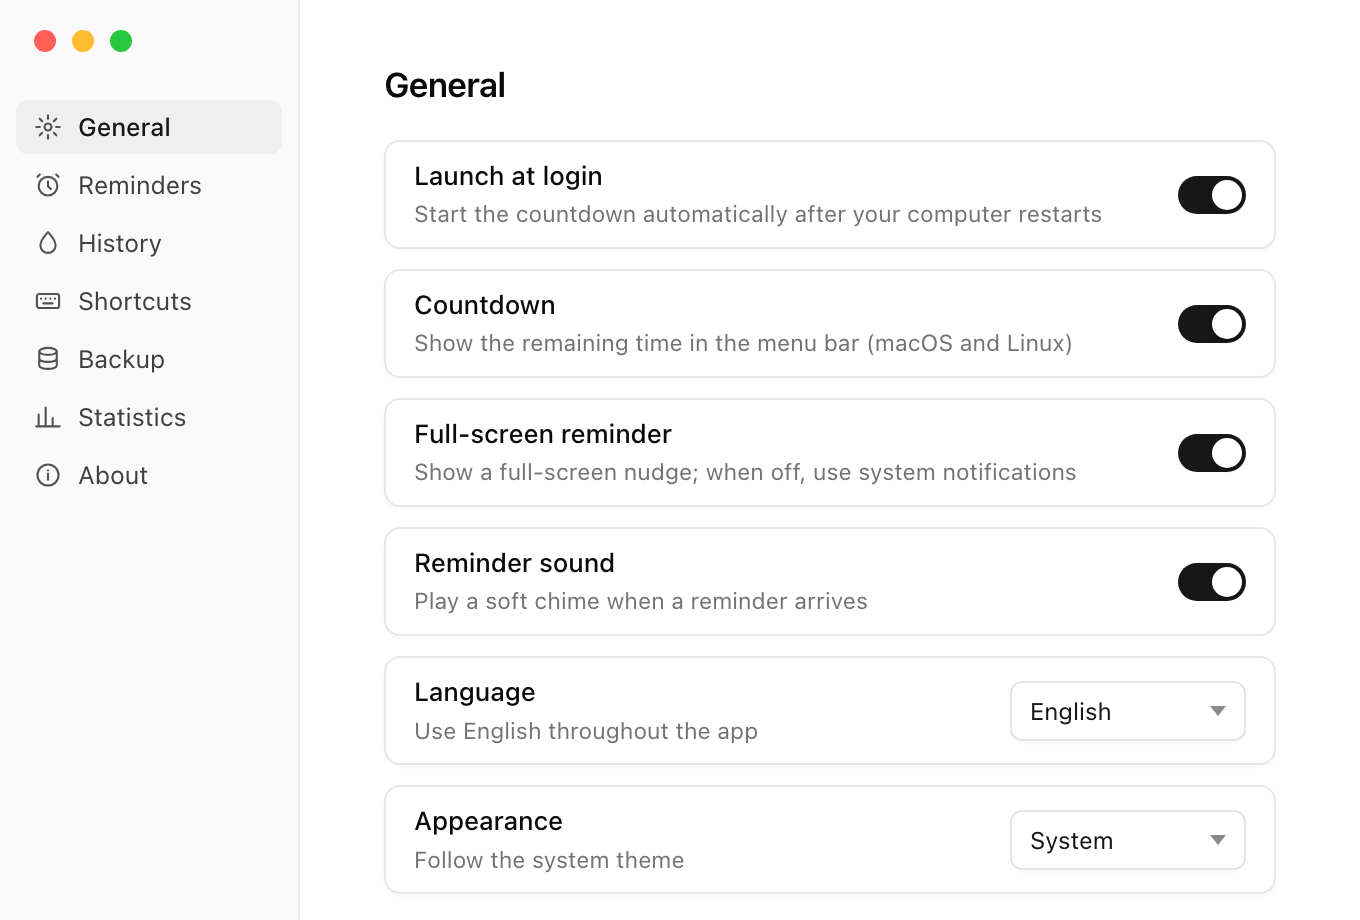 General
Reminders
History
Shortcuts
Backup
Statistics
About
General
Launch at login
Start the countdown automatically after your computer restarts
Countdown
Show the remaining time in the menu bar (macOS and Linux)
Full-screen reminder
Show a full-screen nudge; when off, use system notifications
Reminder sound
Play a soft chime when a reminder arrives
Language
Use English throughout the app
English
Appearance
Follow the system theme
System